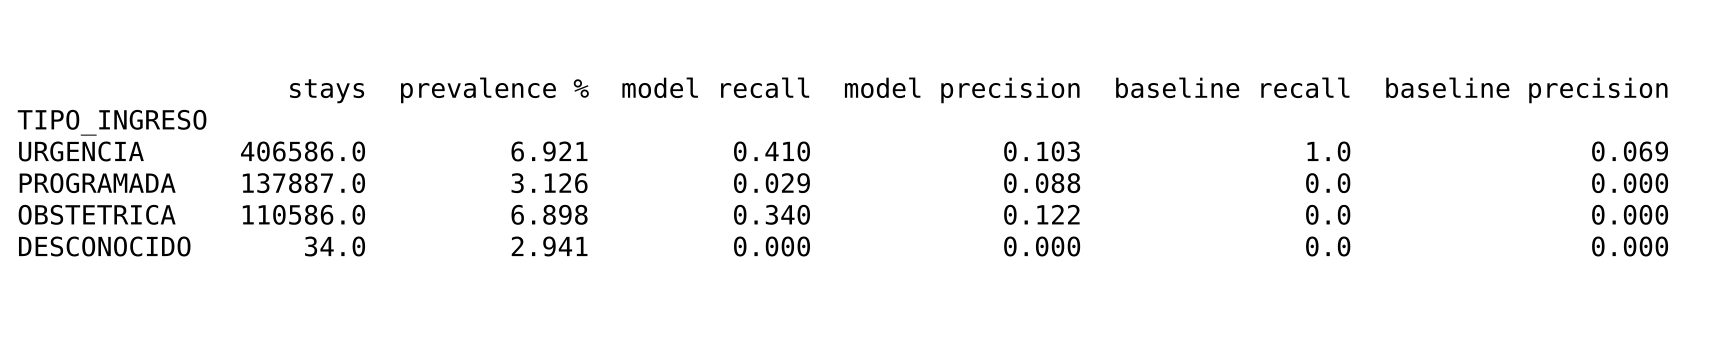 stays prevalence % model recall model precision baseline recall baseline precision
TIPO_INGRESO
URGENCIA 406586.0 6.921 0.410 0.103 1.0 0.069
PROGRAMADA 137887.0 3.126 0.029 0.088 0.0 0.000
OBSTETRICA 110586.0 6.898 0.340 0.122 0.0 0.000
DESCONOCIDO 34.0 2.941 0.000 0.000 0.0 0.000